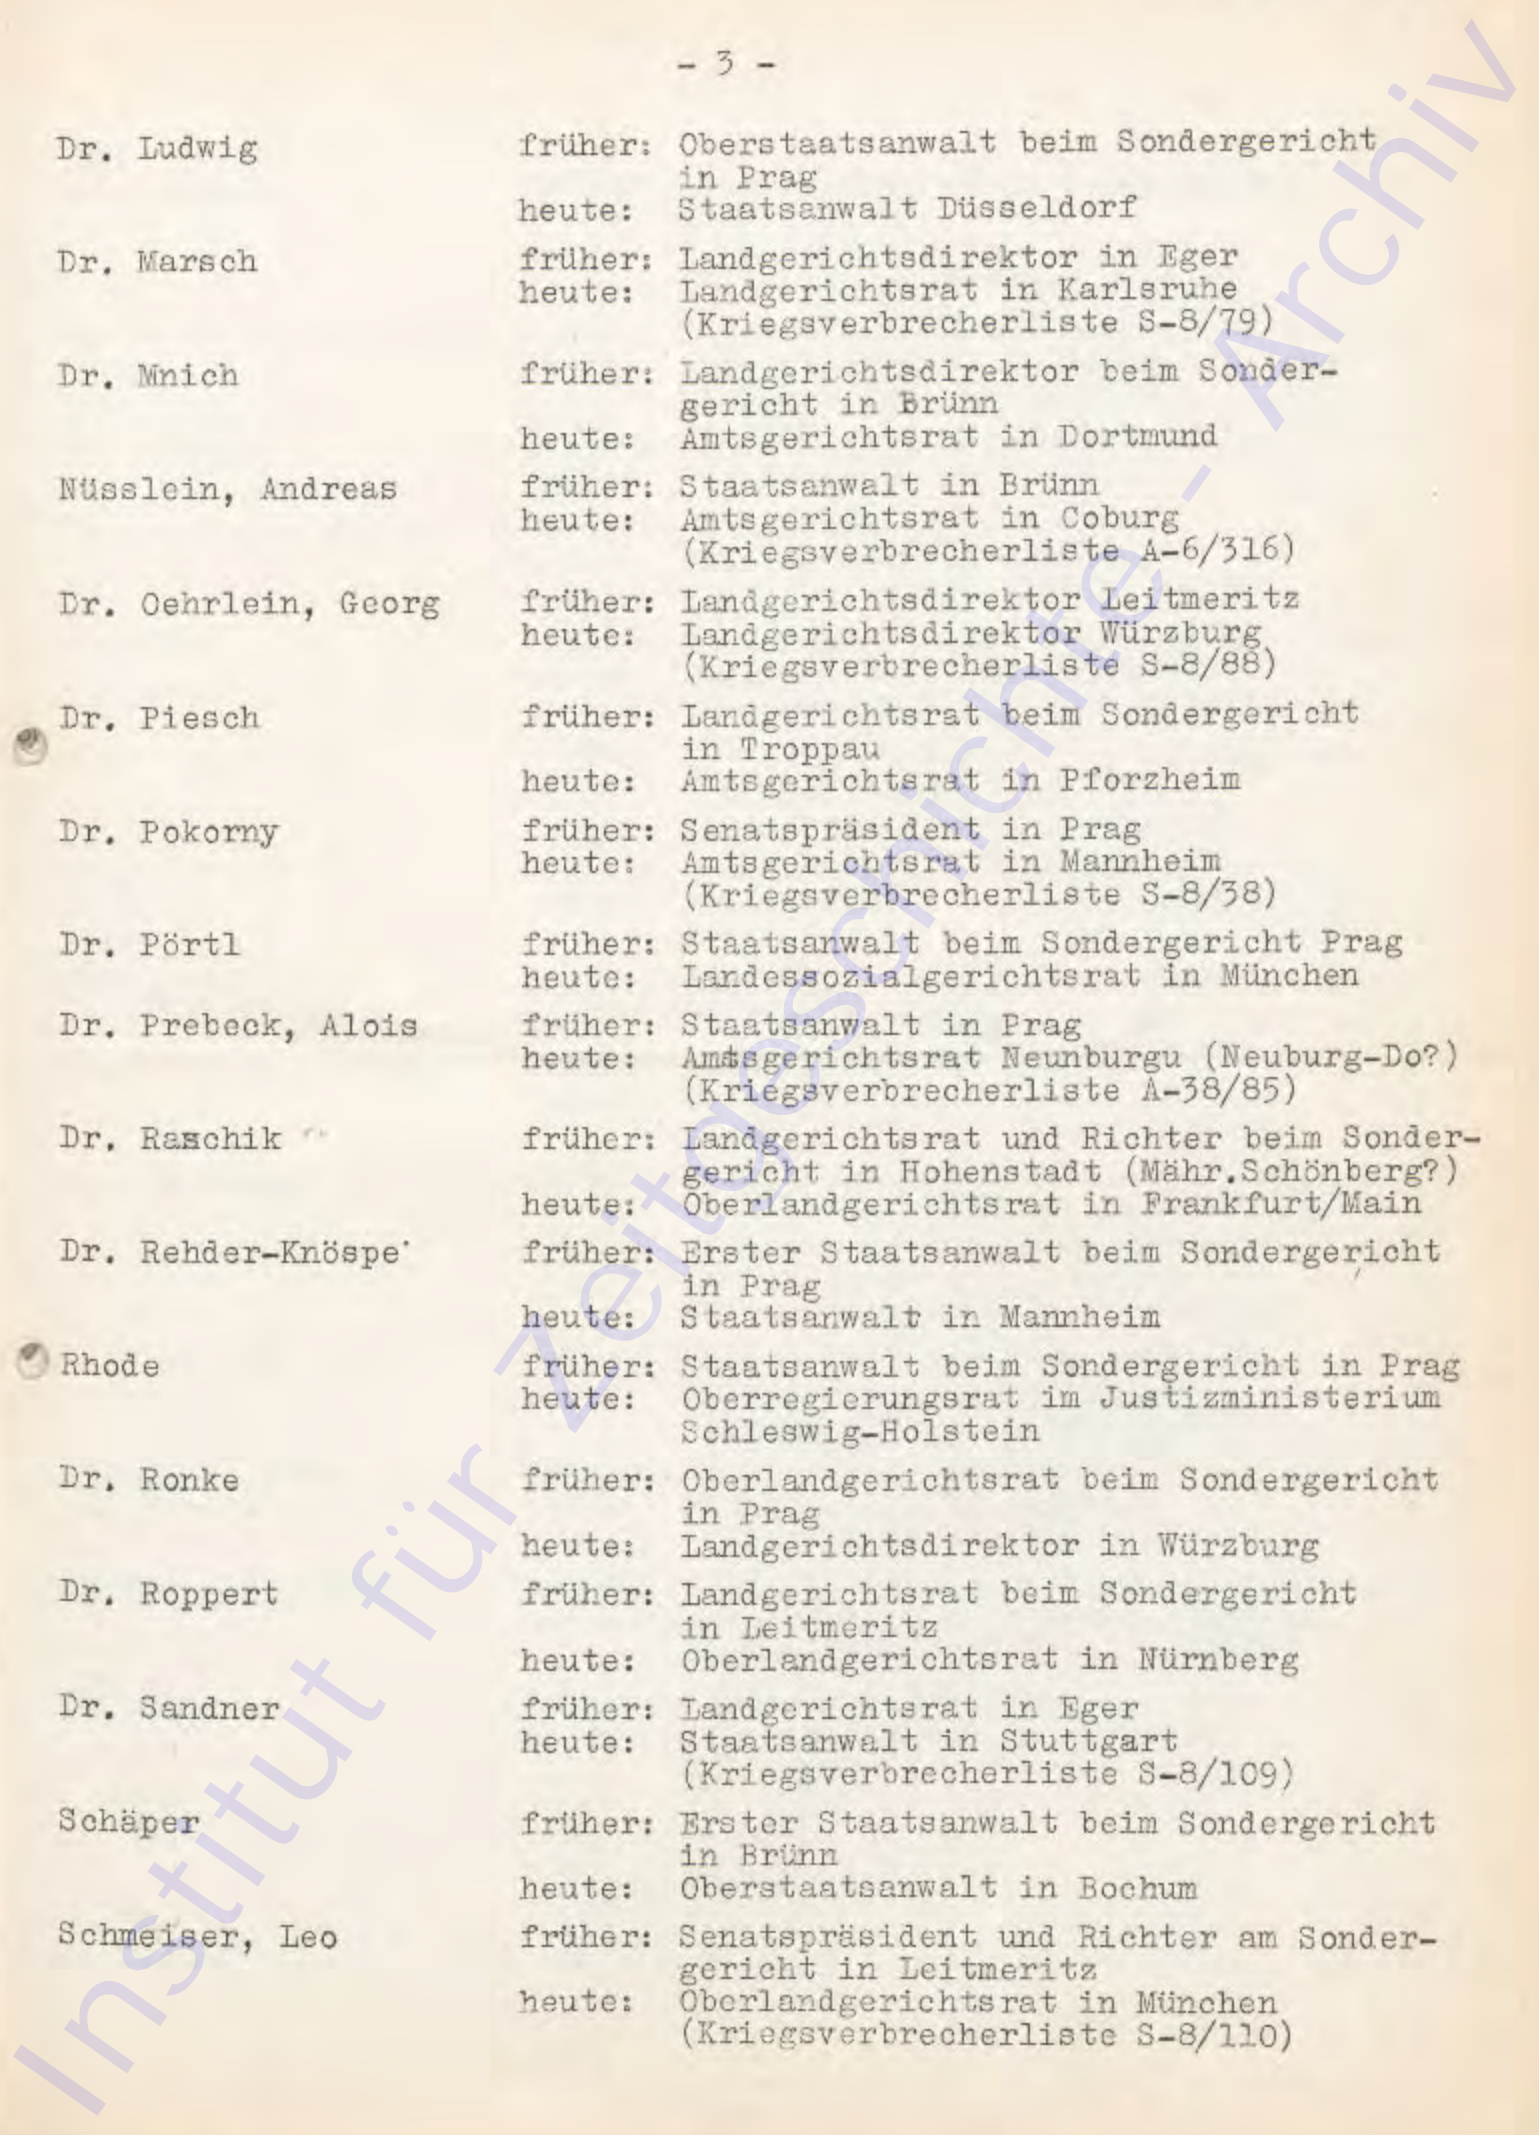 - 3 -
Dr. Ludwig früher: Oberstaatsanwalt beim Sondergericht
in Prag
heute: Staatsanwalt Düsseldorf
Dr. Marsch früher: Landgerichtsdirektor in Eger
heute: Landgerichtsrat in Karlsruhe
(Kriegsverbrecherliste S-8/79)
Dr. Mnich früher: Landgerichtsdirektor beim Sonder-
gericht in Brünn
heute: Amtsgerichtsrat in Dortmund
Nüsslein, Andreas früher: Staatsanwalt in Brünn
heute: Amtsgerichtsrat in Coburg
(Kriegsverbrecherliste A-6/316)
Dr. Oehrlein, Georg früher: Landgerichtsdirektor Leitmeritz
heute: Landgerichtsdirektor Würzburg
(Kriegsverbrecherliste S-8/88)
Dr. Piesch früher: Landgerichtsrat beim Sondergericht
in Troppau
heute: Amtsgerichtsrat in Pforzheim
Dr. Pokorny früher: Senatspräsident in Prag
heute: Amtsgerichtsrat in Mannheim
(Kriegsverbrecherliste S-8/38)
Dr. Pörtl früher: Staatsanwalt beim Sondergericht Prag
heute: Landessozialgerichtsrat in München
Dr. Prebeck, Alois früher: Staatsanwalt in Prag
heute: Amtsgerichtsrat Neunburgu (Neuburg-Do?)
(Kriegsverbrecherliste A-38/85)
Dr. Raschik früher: Landgerichtsrat und Richter beim Sonder-
gericht in Hohenstadt (Mähr.Schönberg?)
heute: Oberlandgerichtsrat in Frankfurt/Main
Dr. Rehder-Knöspe früher: Erster Staatsanwalt beim Sondergericht
in Prag
heute: Staatsanwalt in Mannheim
Rhode früher: Staatsanwalt beim Sondergericht in Prag
heute: Oberregierungsrat im Justizministerium
Schleswig-Holstein
Dr. Ronke früher: Oberlandgerichtsrat beim Sondergericht
in Prag
heute: Landgerichtsdirektor in Würzburg
Dr. Roppert früher: Landgerichtsrat beim Sondergericht
in Leitmeritz
heute: Oberlandgerichtsrat in Nürnberg
Dr. Sandner früher: Landgerichtsrat in Eger
heute: Staatsanwalt in Stuttgart
(Kriegsverbrecherliste S-8/109)
Schäper früher: Erster Staatsanwalt beim Sondergericht
in Brünn
heute: Oberstaatsanwalt in Bochum
Schmeiser, Leo früher: Senatspräsident und Richter am Sonder-
gericht in Leitmeritz
heute: Oberlandgerichtsrat in München
(Kriegsverbrecherliste S-8/110)
Institut für Zeitgeschichte - Archiv